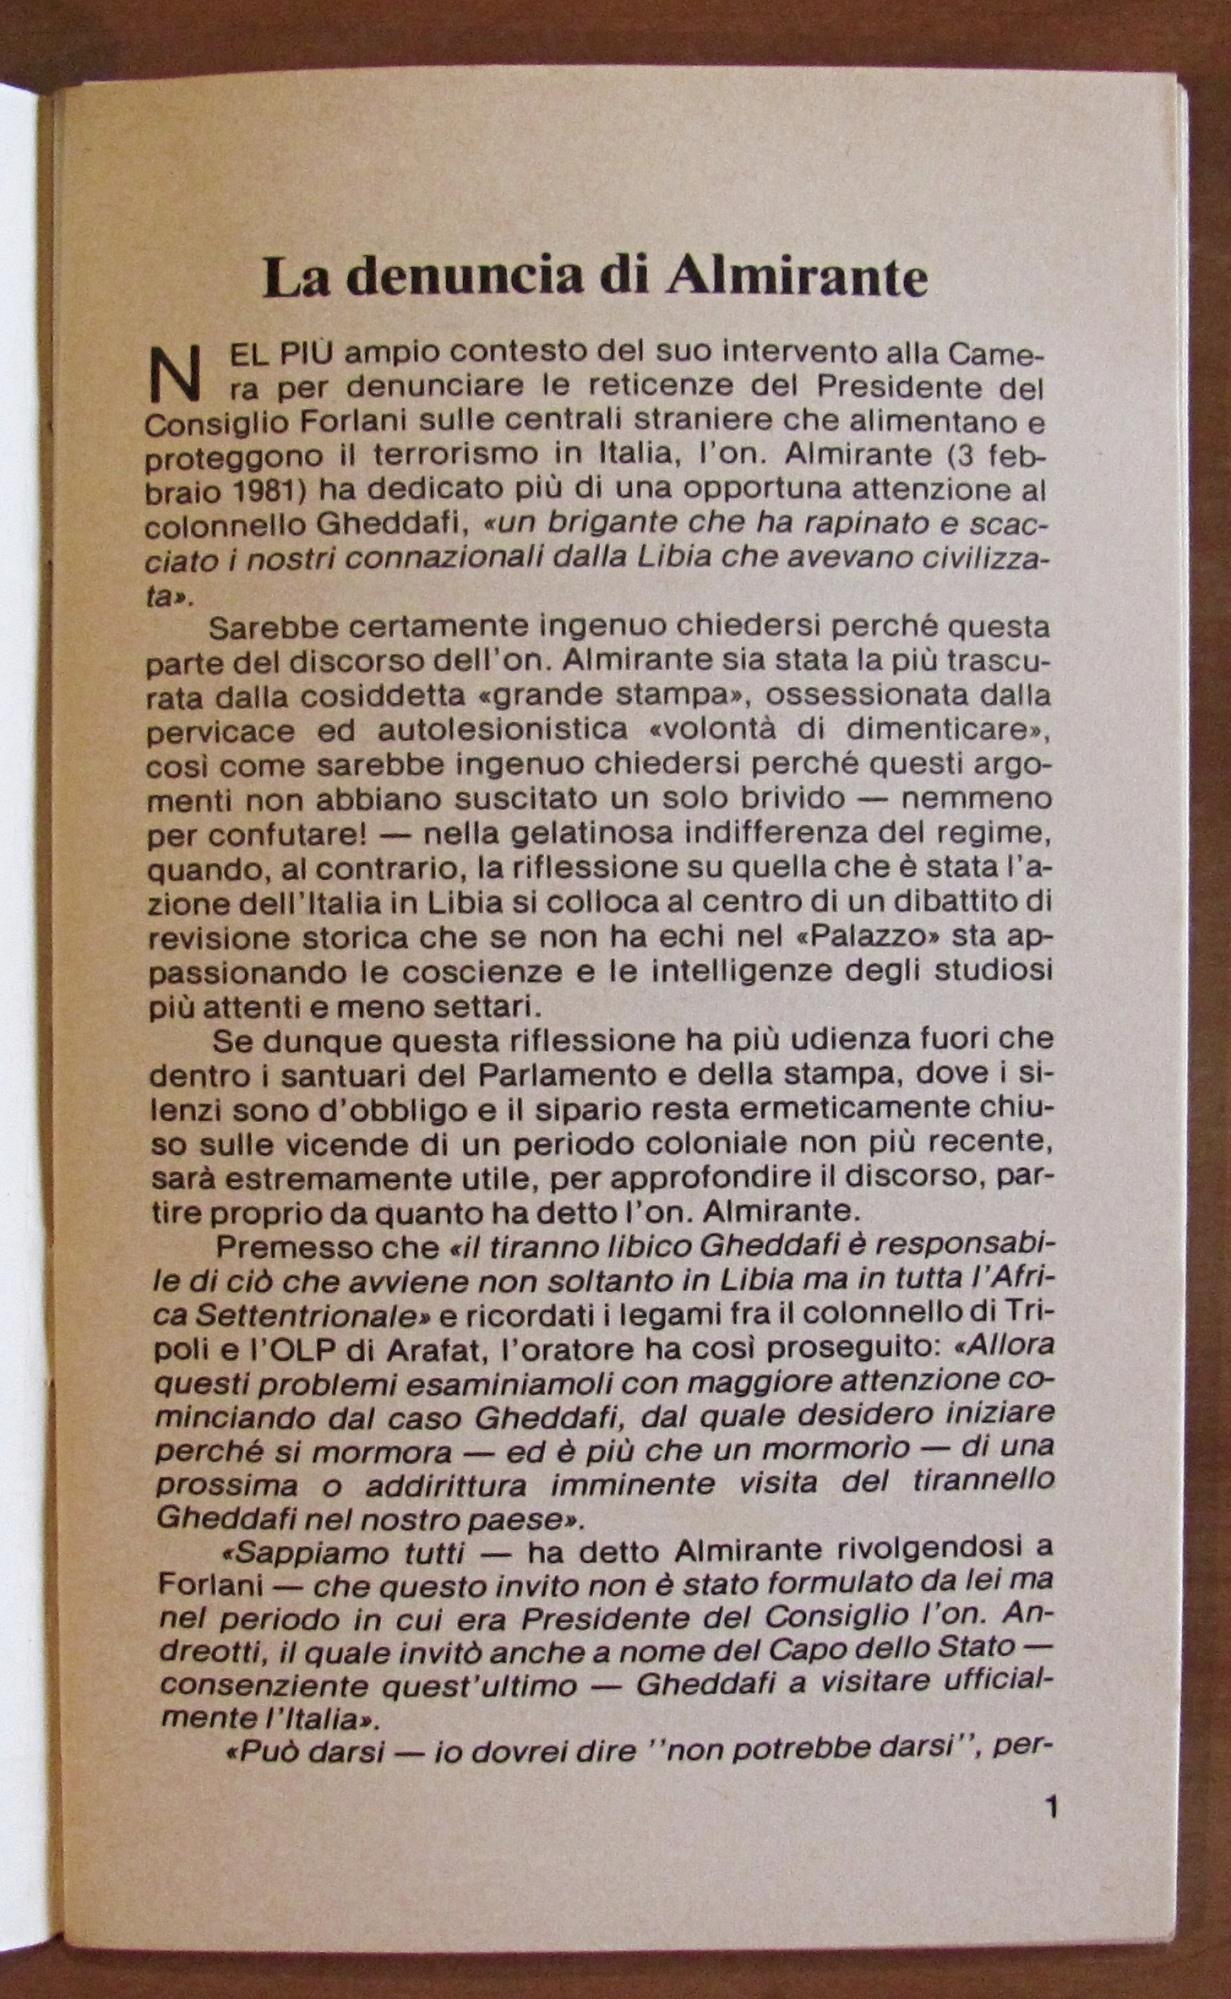 La denuncia di Almirante
NEL PIÙ ampio contesto del suo intervento alla Came-
ra per denunciare le reticenze del Presidente del
Consiglio Forlani sulle centrali straniere che alimentano e
proteggono il terrorismo in Italia, l'on. Almirante (3 feb-
braio 1981) ha dedicato più di una opportuna attenzione al
colonnello Gheddafi, «un brigante che ha rapinato e scac-
ciato i nostri connazionali dalla Libia che avevano civilizza-
ta».
Sarebbe certamente ingenuo chiedersi perché questa
parte del discorso dell'on. Almirante sia stata la più trascu-
rata dalla cosiddetta «grande stampa», ossessionata dalla
pervicace ed autolesionistica «volontà di dimenticare»,
così come sarebbe ingenuo chiedersi perché questi argo-
menti non abbiano suscitato un solo brivido — nemmeno
per confutare! — nella gelatinosa indifferenza del regime,
quando, al contrario, la riflessione su quella che è stata l'a-
zione dell'Italia in Libia si colloca al centro di un dibattito di
revisione storica che se non ha echi nel «Palazzo» sta ap-
passionando le coscienze e le intelligenze degli studiosi
più attenti e meno settari.
Se dunque questa riflessione ha più udienza fuori che
dentro i santuari del Parlamento e della stampa, dove i si-
lenzi sono d'obbligo e il sipario resta ermeticamente chiu-
so sulle vicende di un periodo coloniale non più recente,
sarà estremamente utile, per approfondire il discorso, par-
tire proprio da quanto ha detto l'on. Almirante.
Premesso che «il tiranno libico Gheddafi è responsabi-
le di ciò che avviene non soltanto in Libia ma in tutta l'Afri-
ca Settentrionale» e ricordati i legami fra il colonnello di Tri-
poli e l'OLP di Arafat, l'oratore ha così proseguito: «Allora
questi problemi esaminiamoli con maggiore attenzione co-
minciando dal caso Gheddafi, dal quale desidero iniziare
perché si mormora — ed è più che un mormorìo — di una
prossima o addirittura imminente visita del tirannello
Gheddafi nel nostro paese».
«Sappiamo tutti — ha detto Almirante rivolgendosi a
Forlani — che questo invito non è stato formulato da lei ma
nel periodo in cui era Presidente del Consiglio l'on. An-
dreotti, il quale invitò anche a nome del Capo dello Stato —
consenziente quest'ultimo — Gheddafi a visitare ufficial-
mente l'Italia».
«Può darsi — io dovrei dire ''non potrebbe darsi'', per-
1